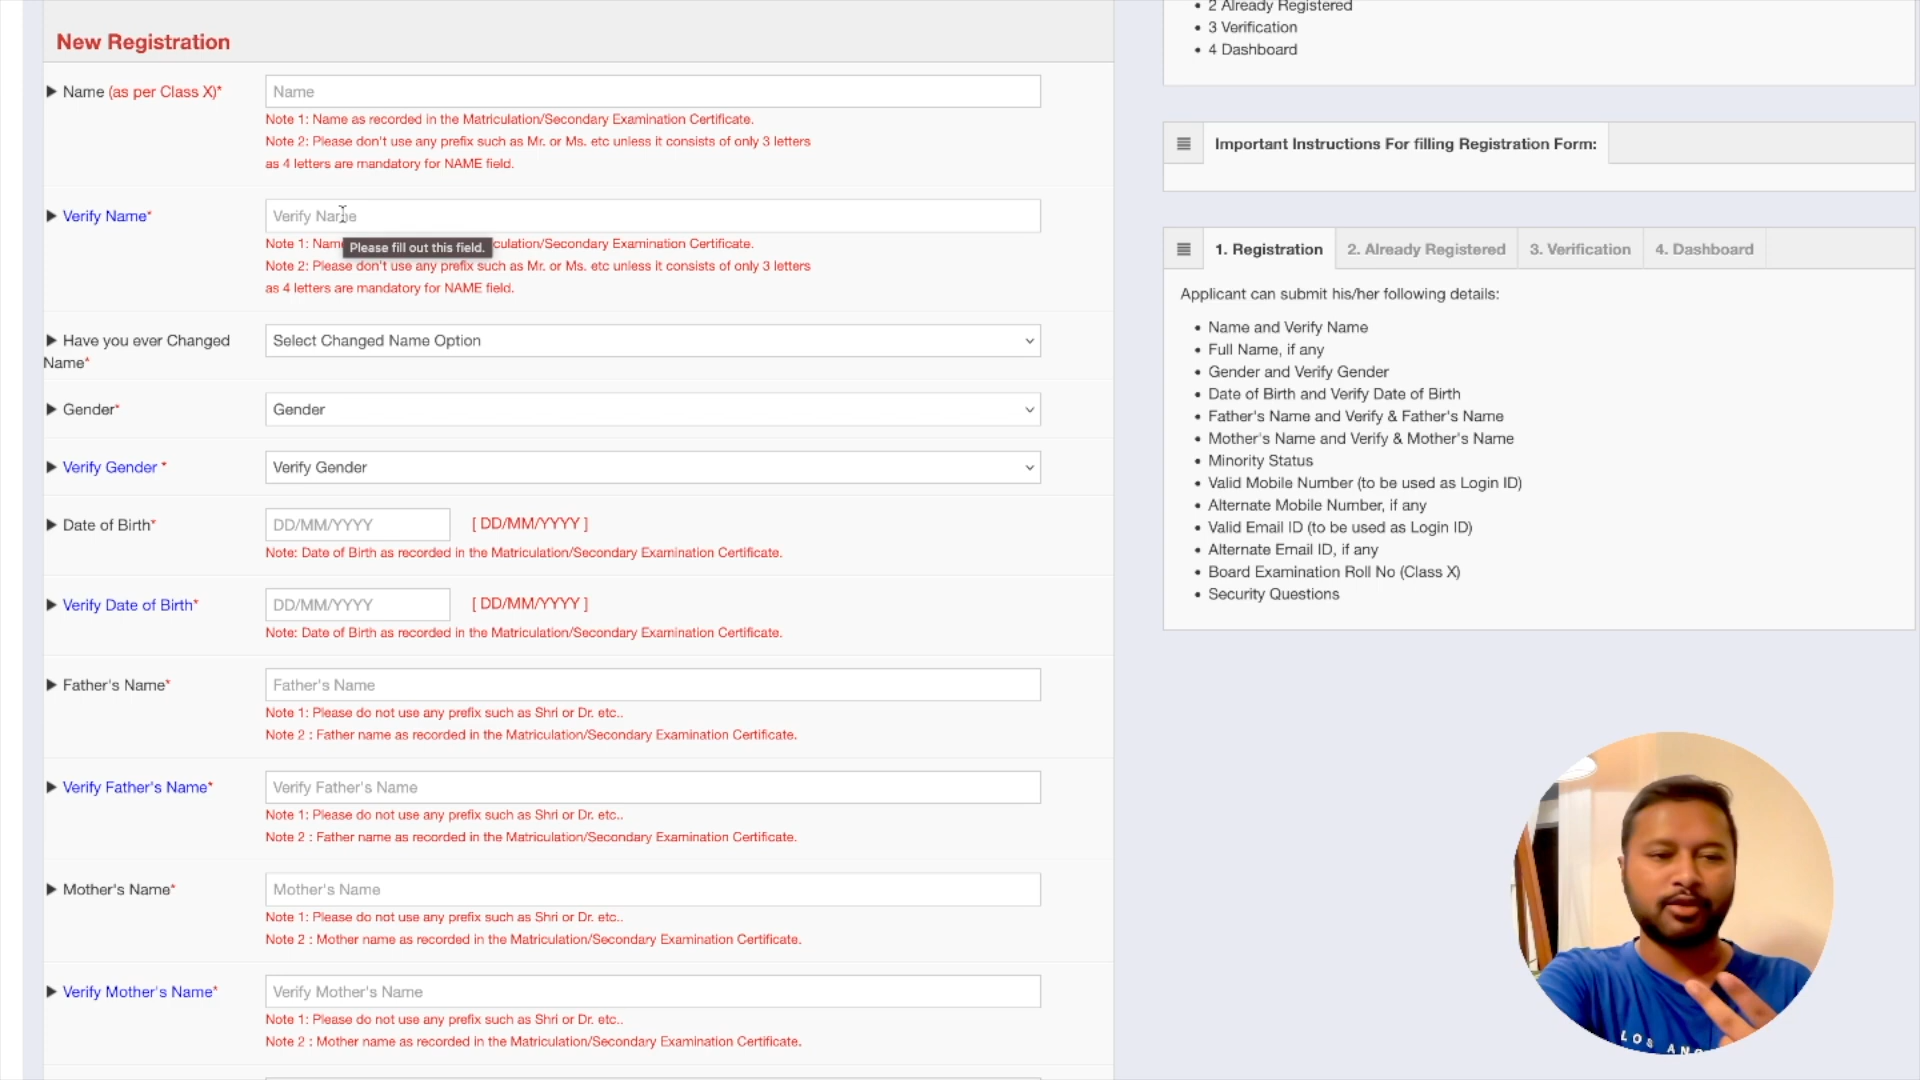 New Registration
Name (as per Class X)*
Name
Note 1: Name as recorded in the Matriculation/Secondary Examination Certificate.
Note 2: Please don't use any prefix such as Mr. or Ms. etc unless it consists of only 3 letters
as 4 letters are mandatory for NAME field.
Verify Name*
Verify Name
Please fill out this field.
Note 1: Nam culation/Secondary Examination Certificate.
Note 2: Please don't use any prefix such as Mr. or Ms. etc unless it consists of only 3 letters
as 4 letters are mandatory for NAME field.
Have you ever Changed
Name*
Select Changed Name Option
Gender*
Gender
Verify Gender *
Verify Gender
Date of Birth*
DD/MM/YYYY
[ DD/MM/YYYY ]
Note: Date of Birth as recorded in the Matriculation/Secondary Examination Certificate.
Verify Date of Birth*
DD/MM/YYYY
[ DD/MM/YYYY ]
Note: Date of Birth as recorded in the Matriculation/Secondary Examination Certificate.
Father's Name*
Father's Name
Note 1: Please do not use any prefix such as Shri or Dr. etc..
Note 2 : Father name as recorded in the Matriculation/Secondary Examination Certificate.
Verify Father's Name*
Verify Father's Name
Note 1: Please do not use any prefix such as Shri or Dr. etc..
Note 2 : Father name as recorded in the Matriculation/Secondary Examination Certificate.
Mother's Name*
Mother's Name
Note 1: Please do not use any prefix such as Shri or Dr. etc..
Note 2 : Mother name as recorded in the Matriculation/Secondary Examination Certificate.
Verify Mother's Name*
Verify Mother's Name
Note 1: Please do not use any prefix such as Shri or Dr. etc..
Note 2 : Mother name as recorded in the Matriculation/Secondary Examination Certificate.
2 Already Registered
3 Verification
4 Dashboard
Important Instructions For filling Registration Form:
1. Registration
2. Already Registered
3. Verification
4. Dashboard
Applicant can submit his/her following details:
Name and Verify Name
Full Name, if any
Gender and Verify Gender
Date of Birth and Verify Date of Birth
Father's Name and Verify & Father's Name
Mother's Name and Verify & Mother's Name
Minority Status
Valid Mobile Number (to be used as Login ID)
Alternate Mobile Number, if any
Valid Email ID (to be used as Login ID)
Alternate Email ID, if any
Board Examination Roll No (Class X)
Security Questions
LOS ANG